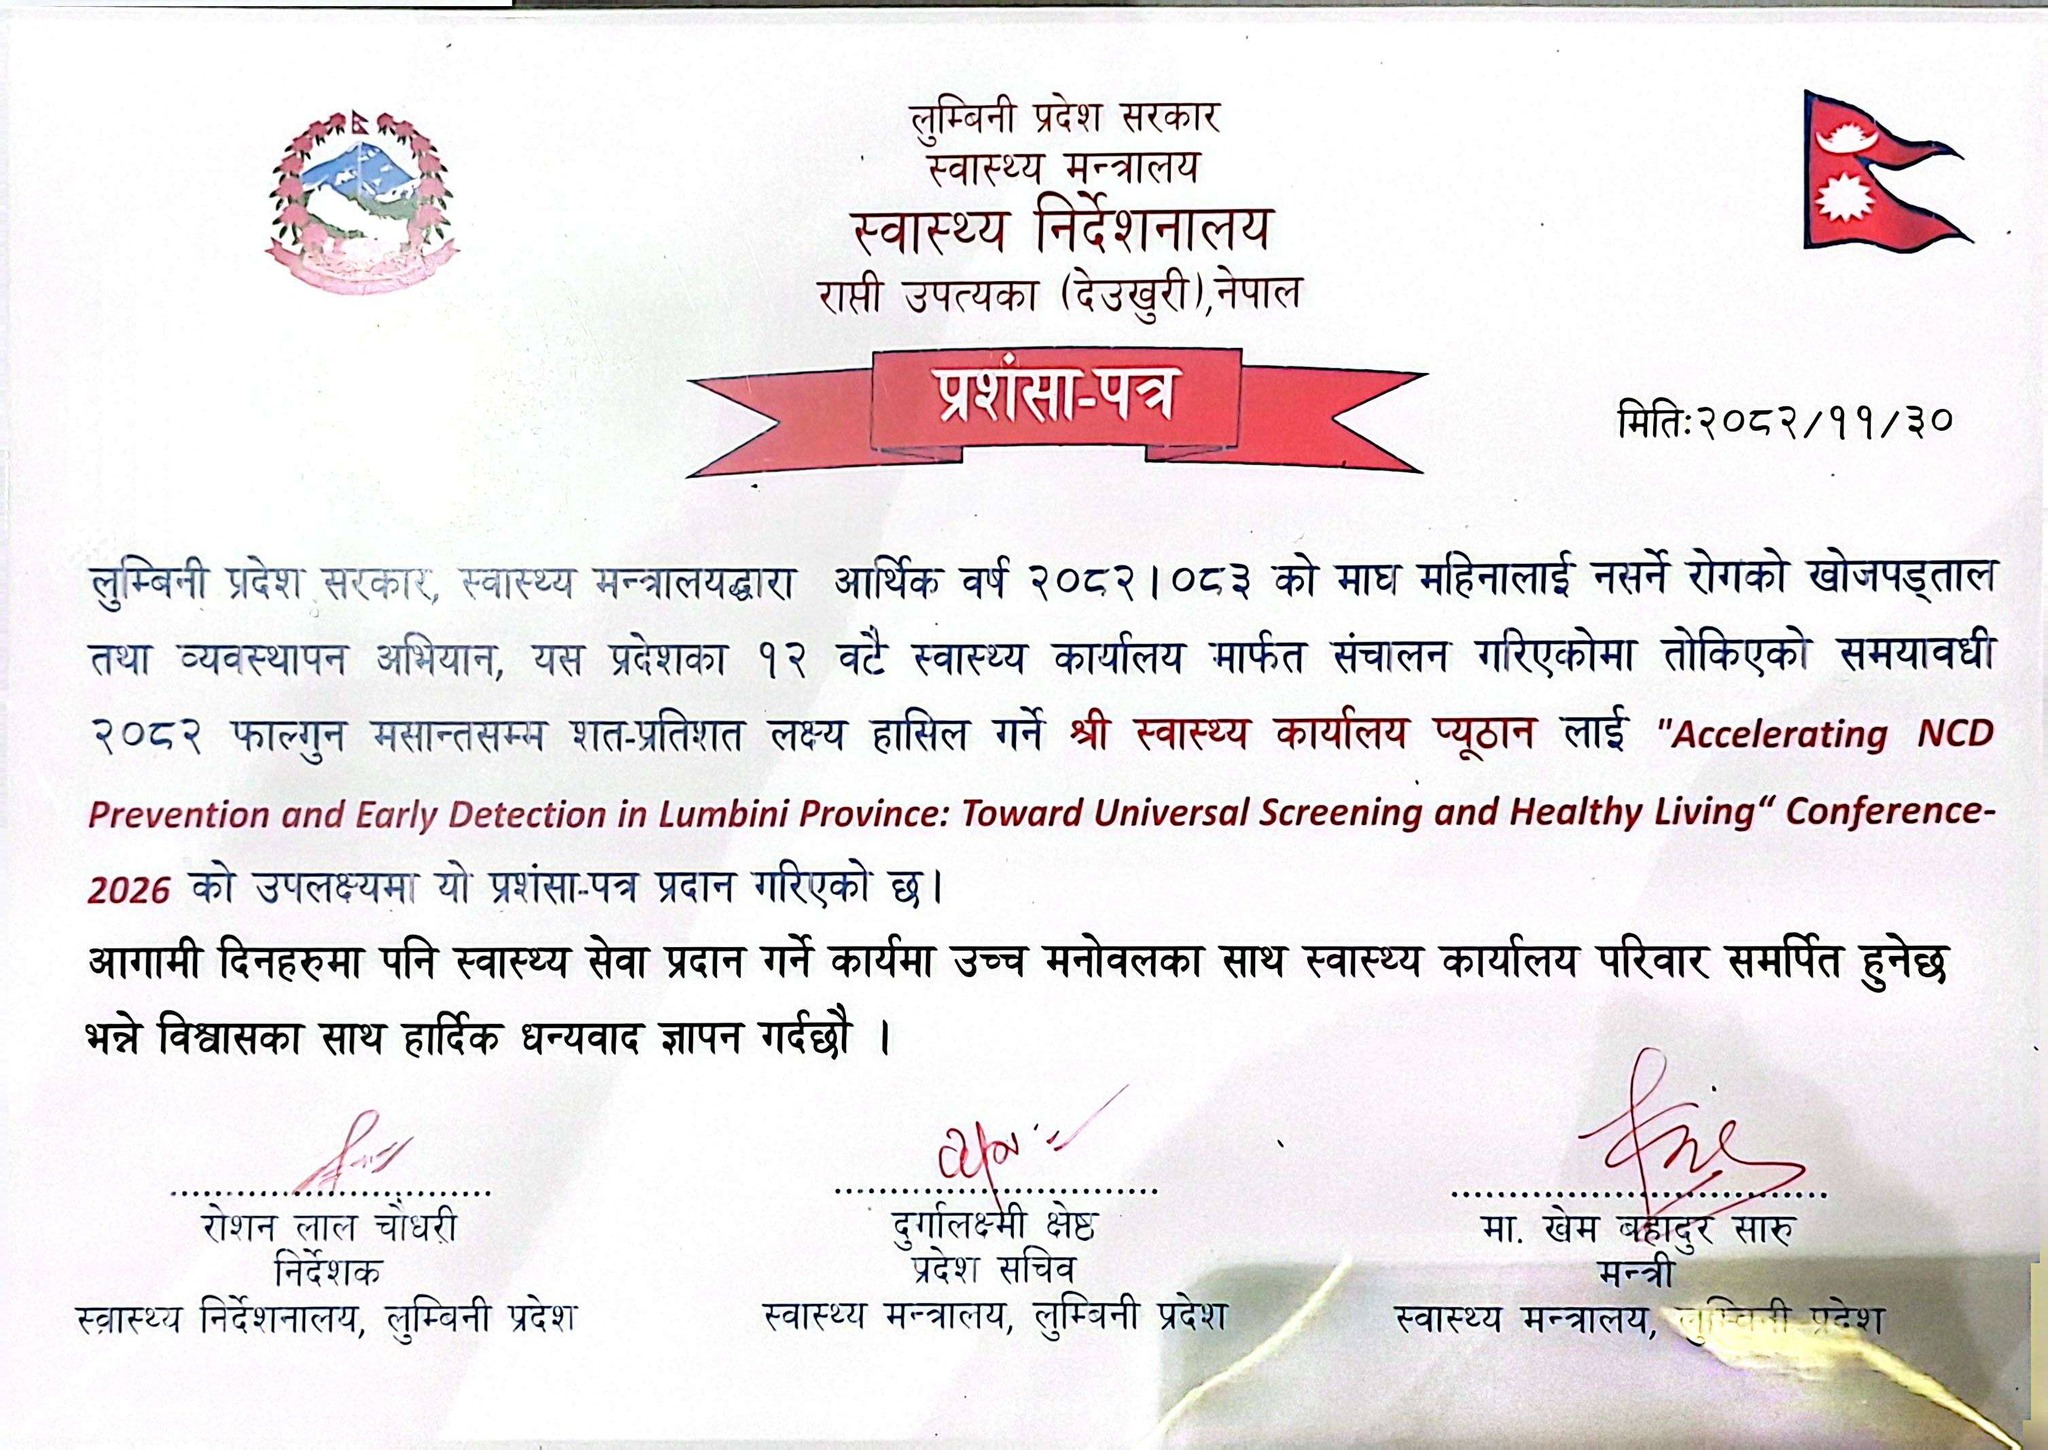 लुम्बिनी प्रदेश सरकार
स्वास्थ्य मन्त्रालय
स्वास्थ्य निर्देशनालय
राप्ती उपत्यका (देउखुरी),नेपाल
प्रशंसा-पत्र
मितिः२०८२/११/३०
लुम्बिनी प्रदेश सरकार, स्वास्थ्य मन्त्रालयद्धारा आर्थिक वर्ष २०८२।०८३ को माघ महिनालाई नसर्ने रोगको खोजपड्ताल
तथा व्यवस्थापन अभियान, यस प्रदेशका १२ वटै स्वास्थ्य कार्यालय मार्फत संचालन गरिएकोमा तोकिएको समयावधी
२०८२ फाल्गुन मसान्तसम्म शत-प्रतिशत लक्ष्य हासिल गर्ने श्री स्वास्थ्य कार्यालय प्यूठान लाई "Accelerating NCD
Prevention and Early Detection in Lumbini Province: Toward Universal Screening and Healthy Living“ Conference-
2026 को उपलक्ष्यमा यो प्रशंसा-पत्र प्रदान गरिएको छ।
आगामी दिनहरुमा पनि स्वास्थ्य सेवा प्रदान गर्ने कार्यमा उच्च मनोवलका साथ स्वास्थ्य कार्यालय परिवार समर्पित हुनेछ
भन्ने विश्वासका साथ हार्दिक धन्यवाद ज्ञापन गर्दछौ ।
रोशन लाल चौधरी
निर्देशक
स्वास्थ्य निर्देशनालय, लुम्बिनी प्रदेश
दुर्गालक्ष्मी क्षेष्ठ
प्रदेश सचिव
स्वास्थ्य मन्त्रालय, लुम्बिनी प्रदेश
मा. खेम बहादुर सारु
मन्त्री
स्वास्थ्य मन्त्रालय, लुम्बिनी प्रदेश